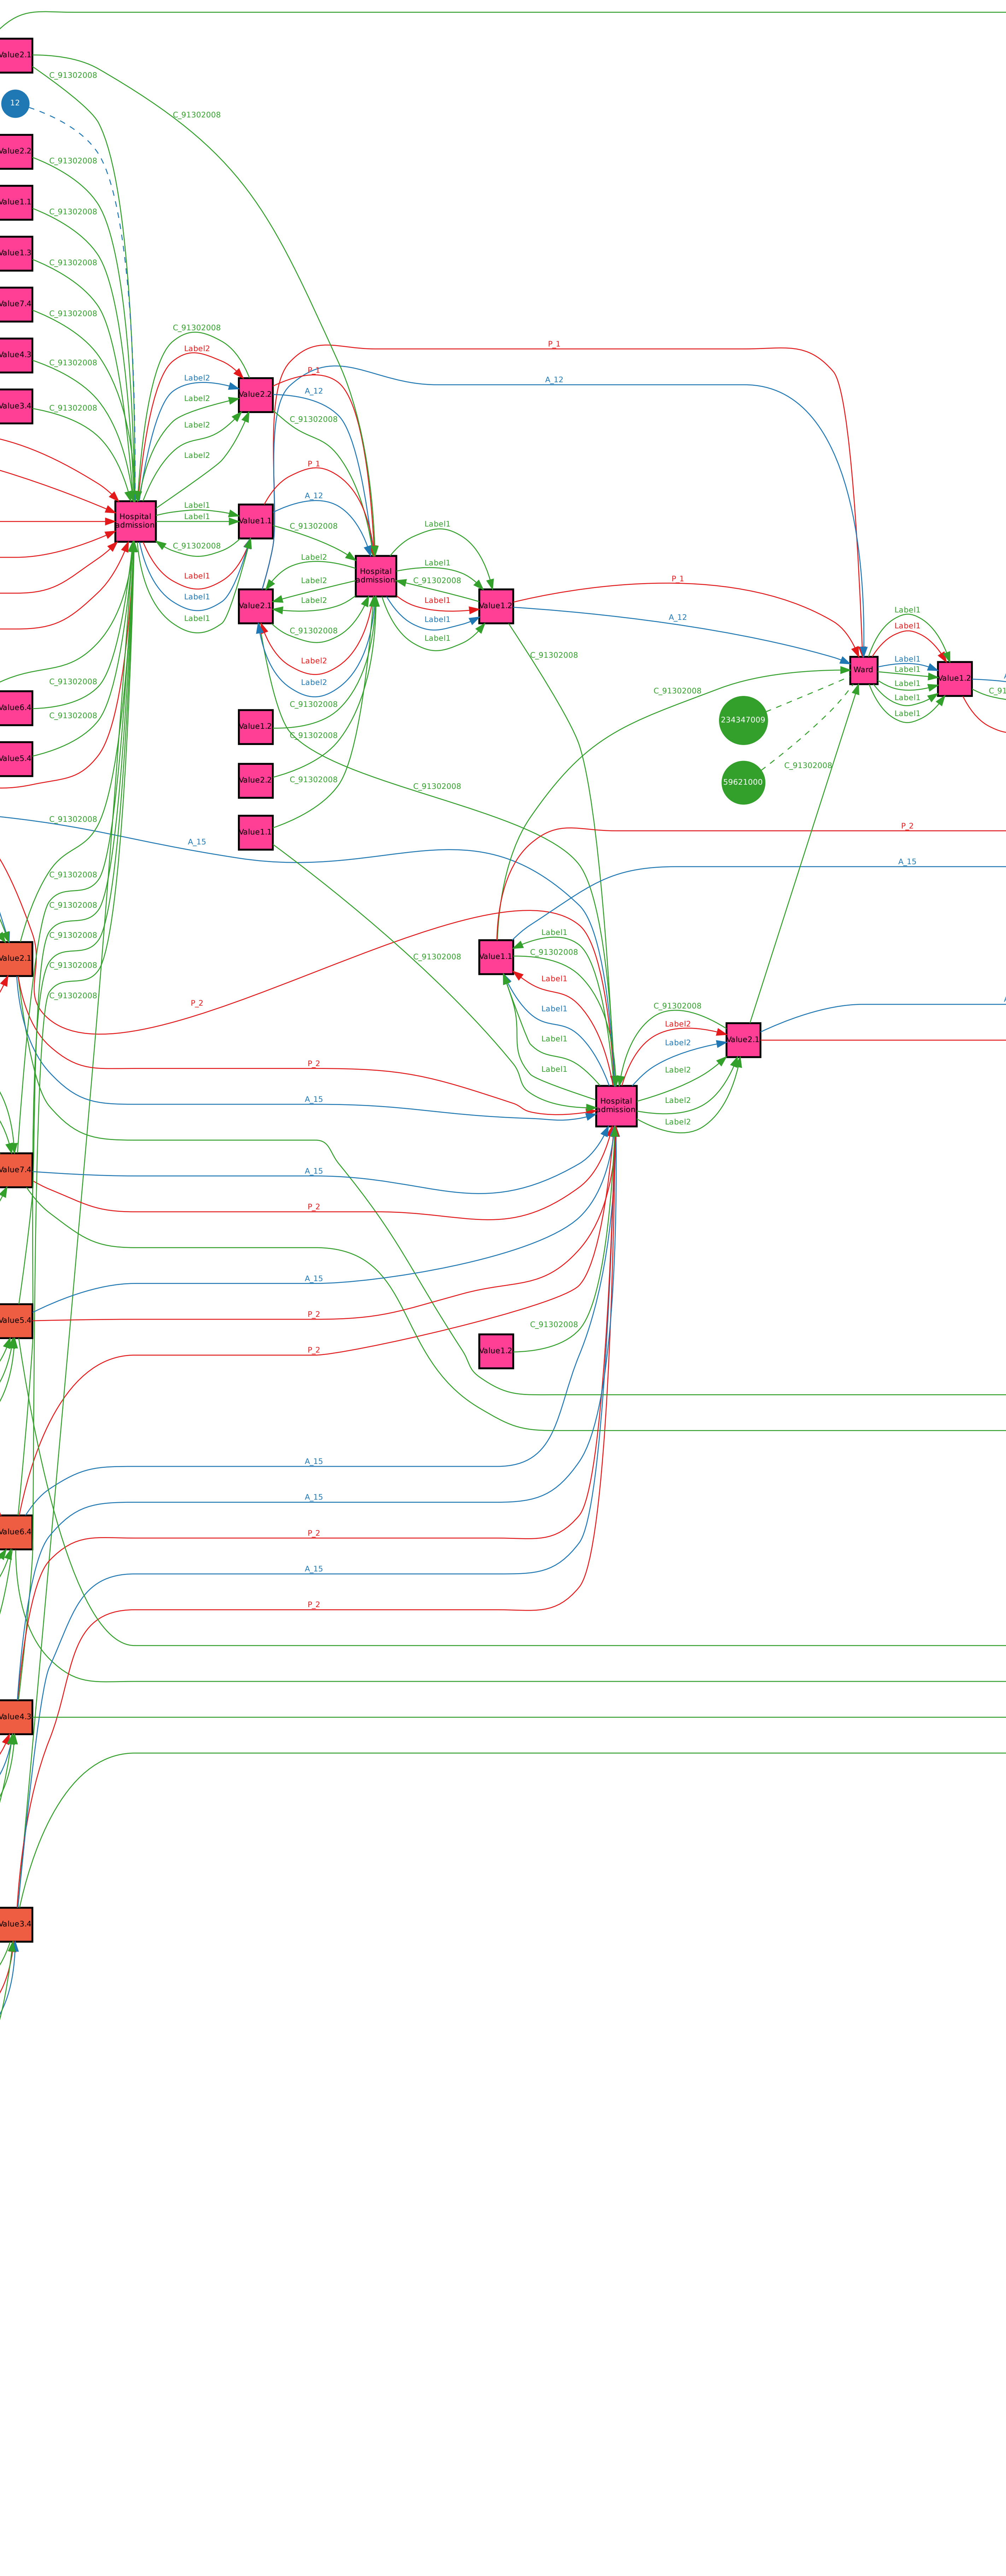 Value2.1
C_91302008
C_91302008
12
Value2.2
C_91302008
Value1.1
C_91302008
Value1.3
C_91302008
Value7.4
C_91302008
C_91302008
Value4.3
C_91302008
Label2
P_1
P_1
Label2
A_12
A_12
Value3.4
C_91302008
Label2
Value2.2
C_91302008
Label2
Label2
P_1
A_12
Hospital
admission
Label1
Label1
Value1.1
C_91302008
C_91302008
Label1
Label2
Label1
Label1
Label2
Hospital
admission
C_91302008
Label1
Label2
Label1
Value2.1
Value1.2
P_1
A_12
Label1
Label1
C_91302008
Label1
Label2
C_91302008
Label1
Label1
Label1
Label1
Ward
Label1
Value1.2
C_91302008
Label2
Label1
C_91302008
C_91
Label1
Value6.4
C_91302008
C_91302008
Value1.2
234347009
C_91302008
Value5.4
C_91302008
Value2.2
C_91302008
C_91302008
59621000
C_91302008
C_91302008
Value1.1
P_2
A_15
A_15
C_91302008
C_91302008
C_91302008
Label1
C_91302008
Value2.1
C_91302008
C_91302008
Value1.1
Label1
C_91302008
P_2
Label1
C_91302008
Label2
Label1
Label2
Value2.1
P_2
Label1
Label2
A_15
Hospital
admission
Label2
Label2
Value7.4
A_15
P_2
A_15
Value5.4
P_2
C_91302008
P_2
Value1.2
A_15
A_15
Value6.4
P_2
A_15
P_2
Value4.3
Value3.4